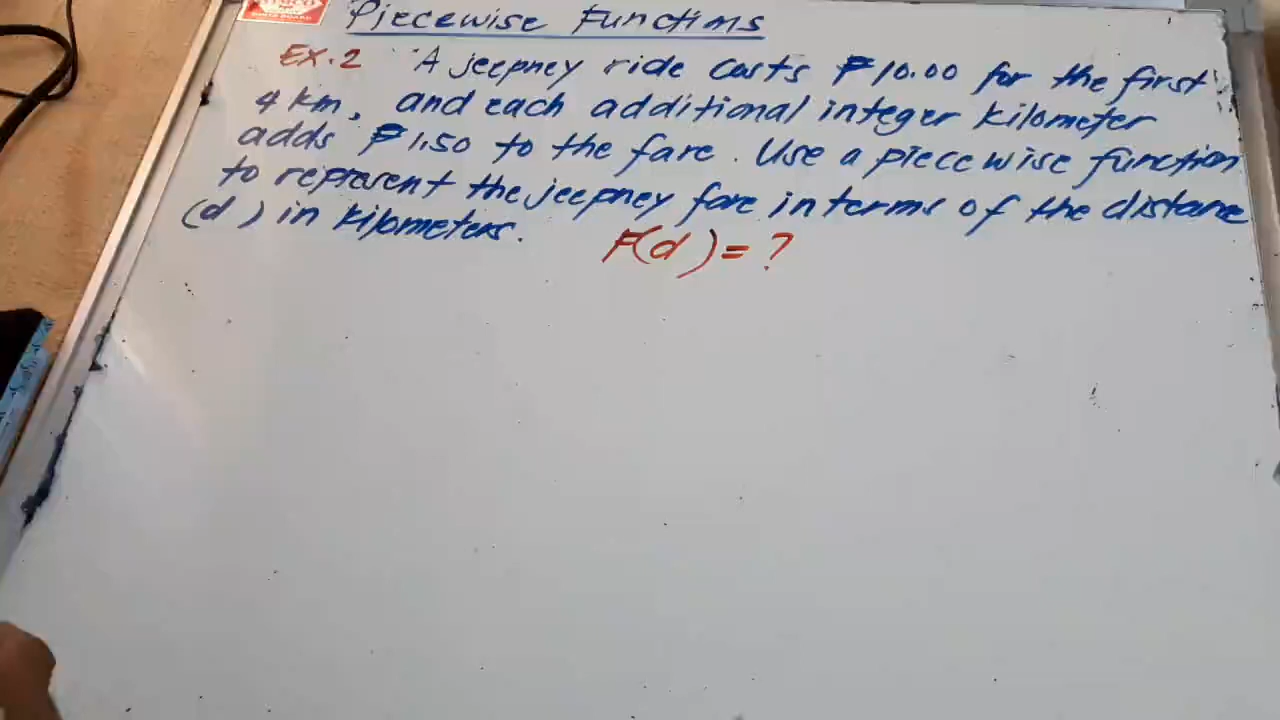 Piecewise Functions
Ex. 2 "A jeepney ride costs ₱10.00 for the first
4 km, and each additional integer kilometer
adds ₱1.50 to the fare. Use a piecewise function
to represent the jeepney fare in terms of the distance
(d) in kilometers.
F(d) = ?